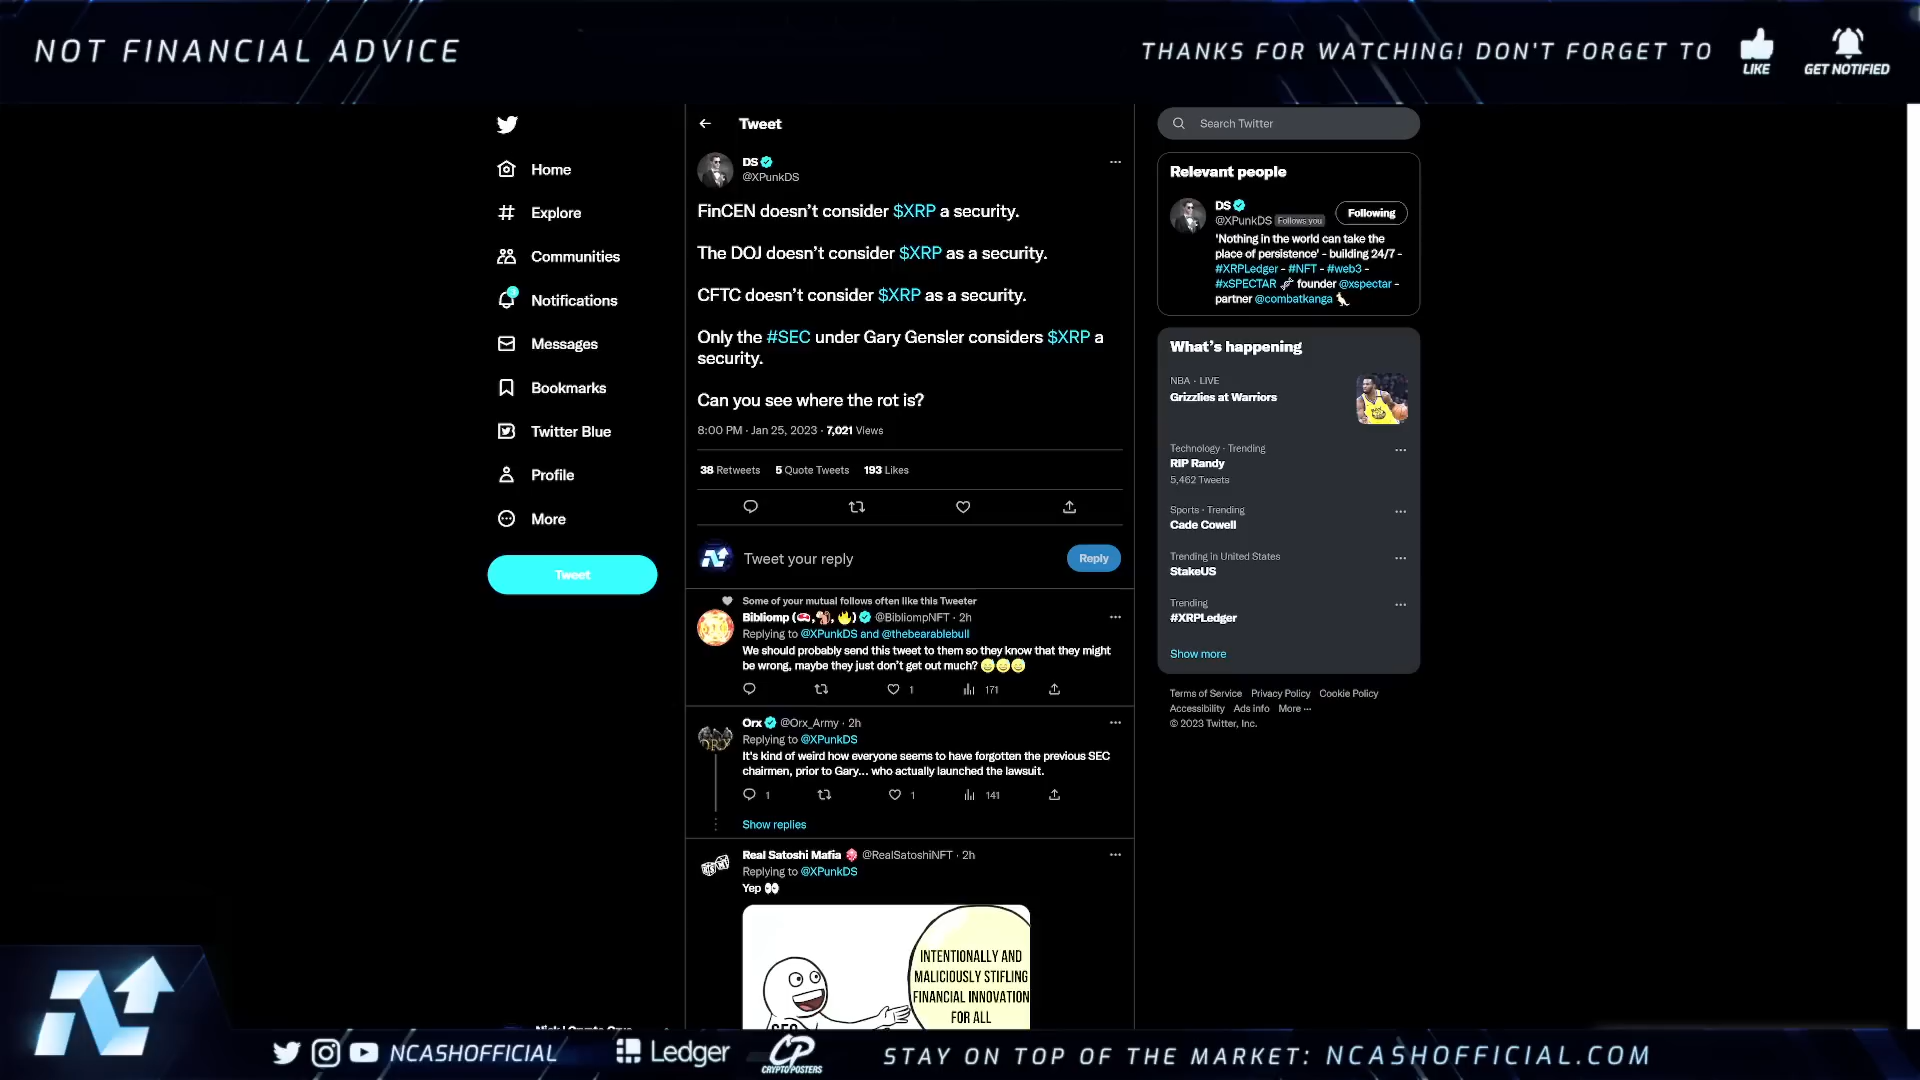 NOT FINANCIAL ADVICE
THANKS FOR WATCHING! DON'T FORGET TO
LIKE
GET NOTIFIED
Home
Explore
Communities
Notifications
Messages
Bookmarks
Twitter Blue
Profile
More
Tweet
Tweet
DS
@XPunkDS
FinCEN doesn’t consider $XRP a security.
The DOJ doesn’t consider $XRP as a security.
CFTC doesn’t consider $XRP as a security.
Only the #SEC under Gary Gensler considers $XRP a
security.
Can you see where the rot is?
8:00 PM · Jan 25, 2023 · 7,021 Views
38 Retweets 5 Quote Tweets 193 Likes
Tweet your reply
Reply
Some of your mutual follows often like this Tweeter
Bibliomp (🥽,🐿️, 🔥) @BibliompNFT · 2h
Replying to @XPunkDS and @thebearablebull
We should probably send this tweet to them so they know that they might
be wrong, maybe they just don’t get out much?
1 171
Orx @Orx_Army · 2h
Replying to @XPunkDS
It's kind of weird how everyone seems to have forgotten the previous SEC
chairmen, prior to Gary... who actually launched the lawsuit.
1 1 141
Show replies
Real Satoshi Mafia @RealSatoshiNFT · 2h
Replying to @XPunkDS
Yep 👀
INTENTIONALLY AND
MALICIOUSLY STIFLING
FINANCIAL INNOVATION
FOR ALL
Search Twitter
Relevant people
DS
@XPunkDS Follows you
Following
'Nothing in the world can take the
place of persistence' - building 24/7 -
#XRPLedger - #NFT - #web3 -
#xSPECTAR founder @xspectar -
partner @combatkanga
What’s happening
NBA · LIVE
Grizzlies at Warriors
Technology · Trending
RIP Randy
5,462 Tweets
Sports · Trending
Cade Cowell
Trending in United States
StakeUS
Trending
#XRPLedger
Show more
Terms of Service Privacy Policy Cookie Policy
Accessibility Ads info More ···
© 2023 Twitter, Inc.
NCASHOFFICIAL
Ledger
CP
CRYPTOPOSTERS
STAY ON TOP OF THE MARKET: NCASHOFFICIAL.COM